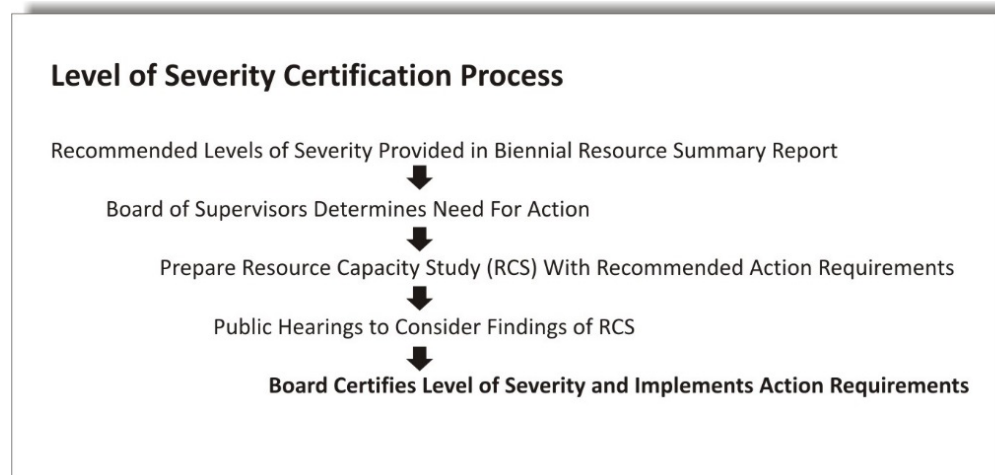 Level of Severity Certification Process
Recommended Levels of Severity Provided in Biennial Resource Summary Report
Board of Supervisors Determines Need For Action
Prepare Resource Capacity Study (RCS) With Recommended Action Requirements
Public Hearings to Consider Findings of RCS
Board Certifies Level of Severity and Implements Action Requirements